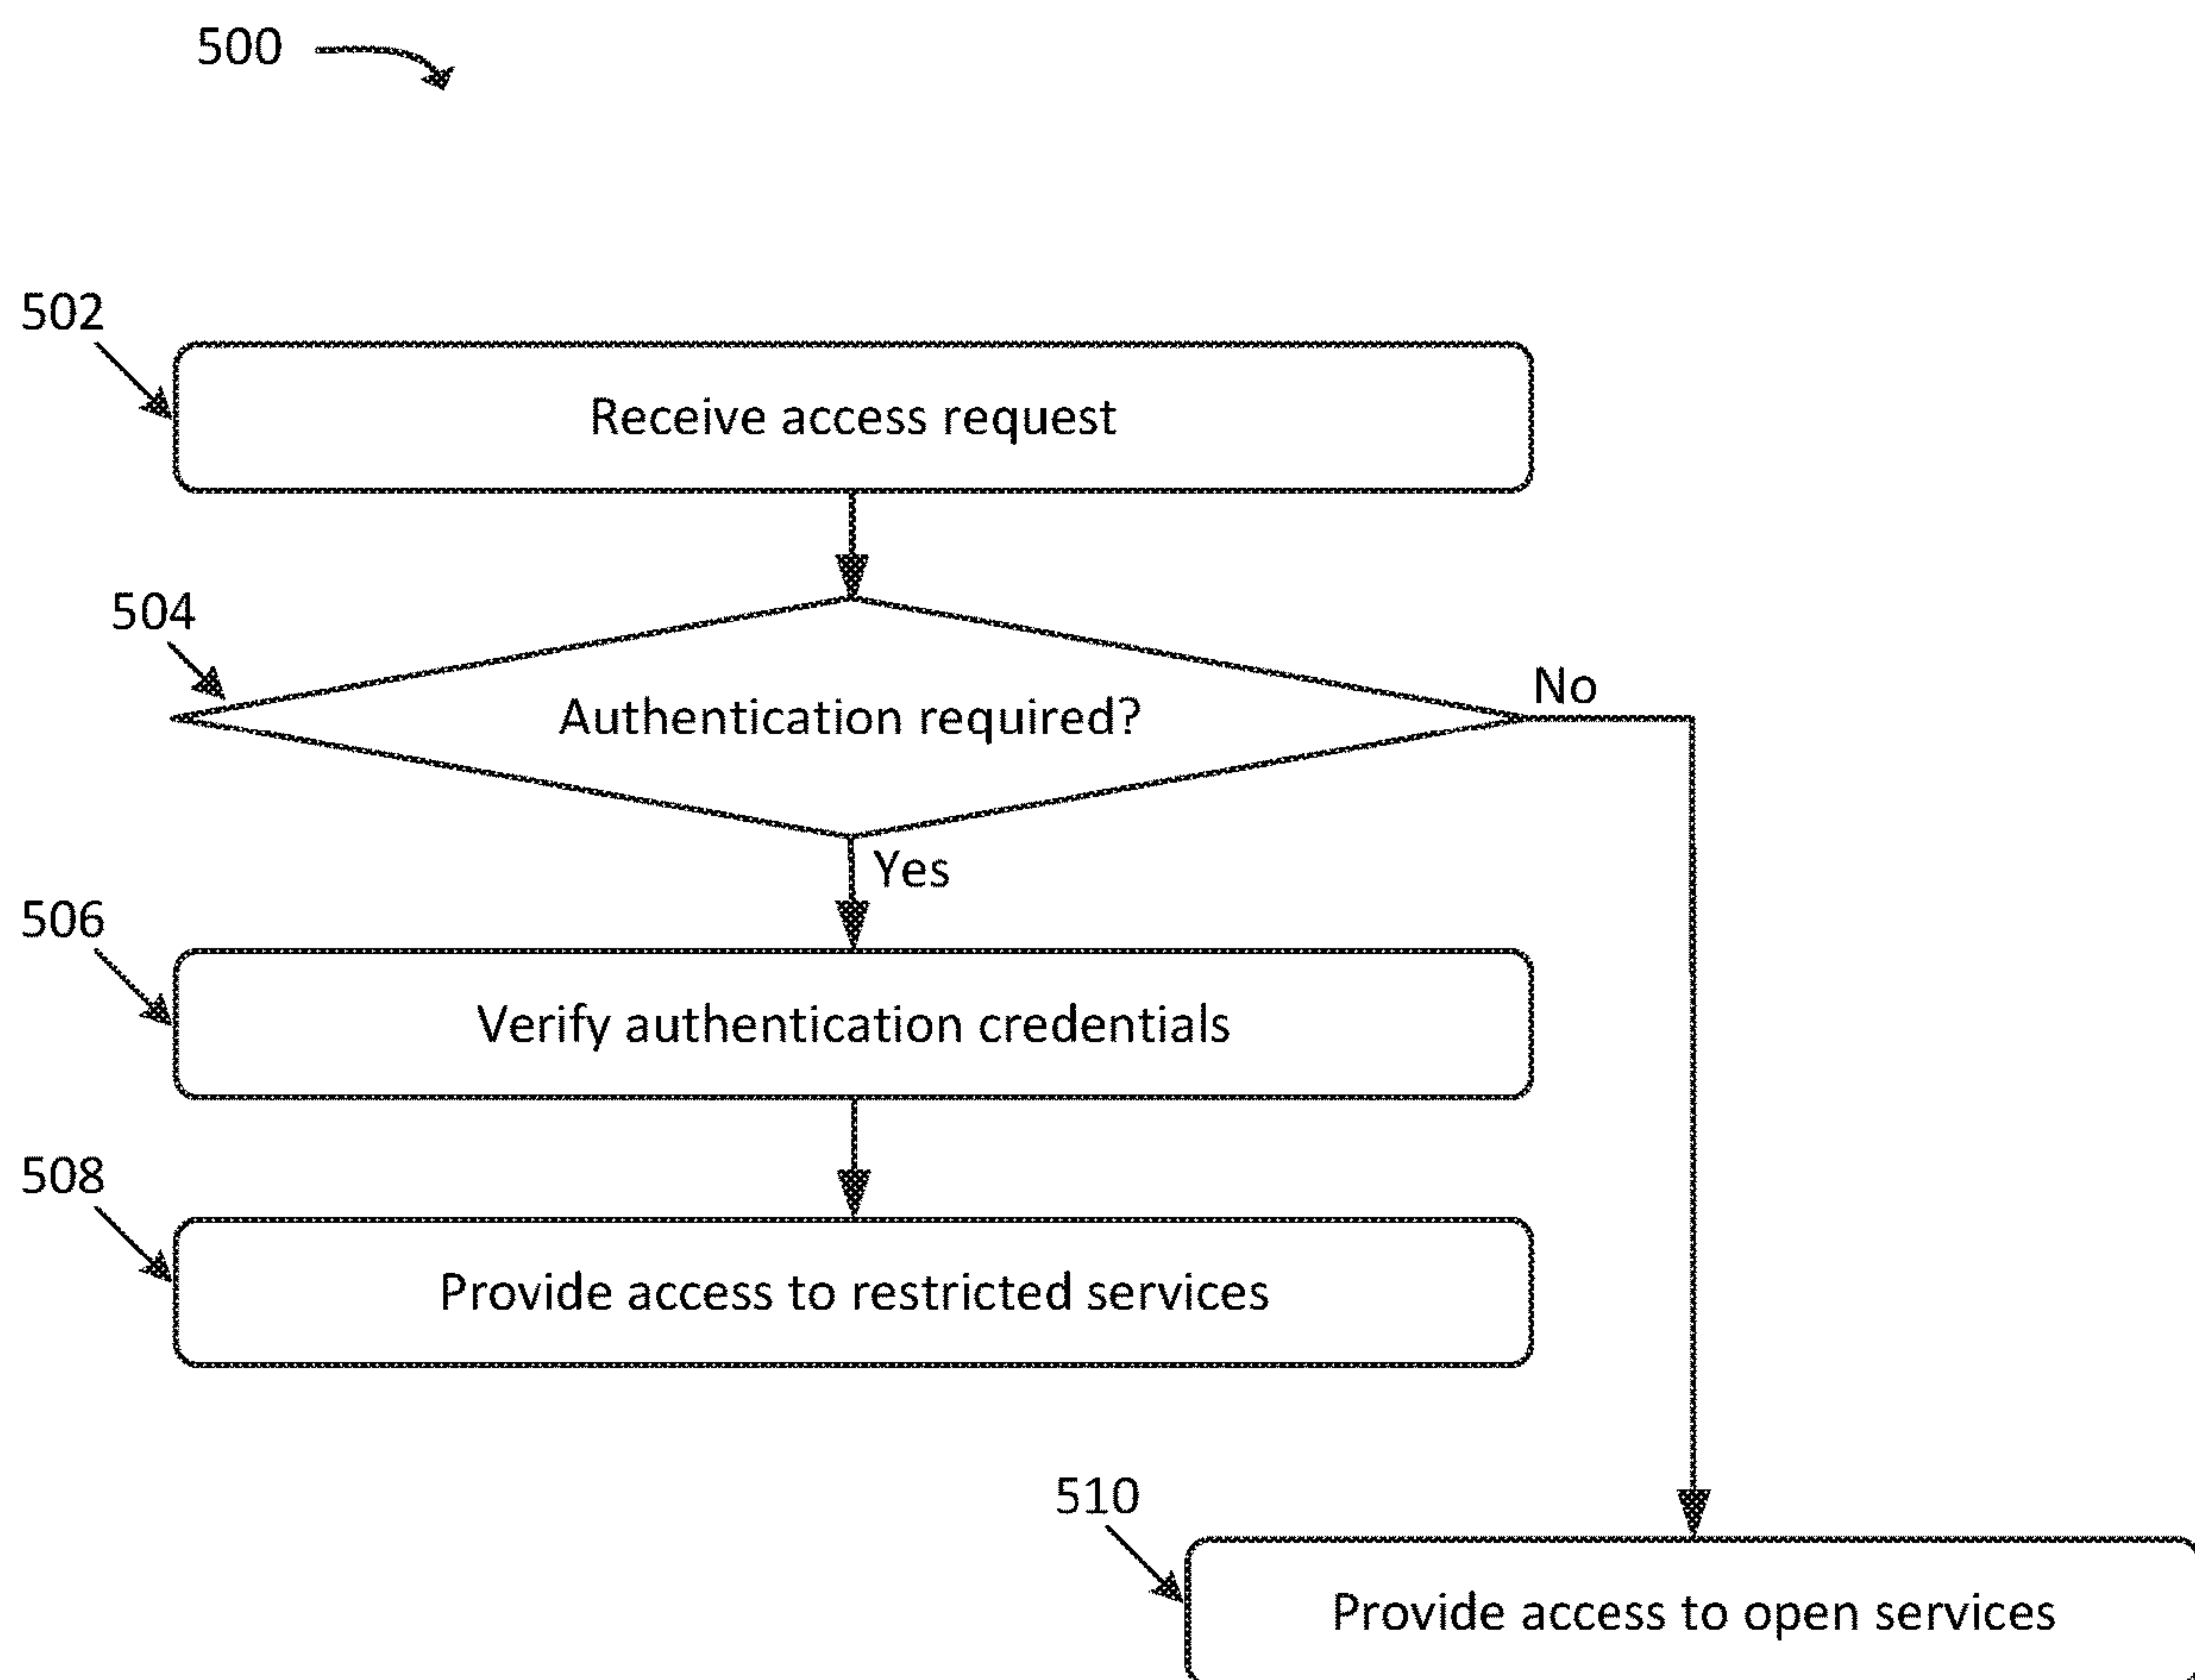 500
502
Receive access request
504
Authentication required?
No
Yes
506
Verify authentication credentials
508
Provide access to restricted services
510
Provide access to open services